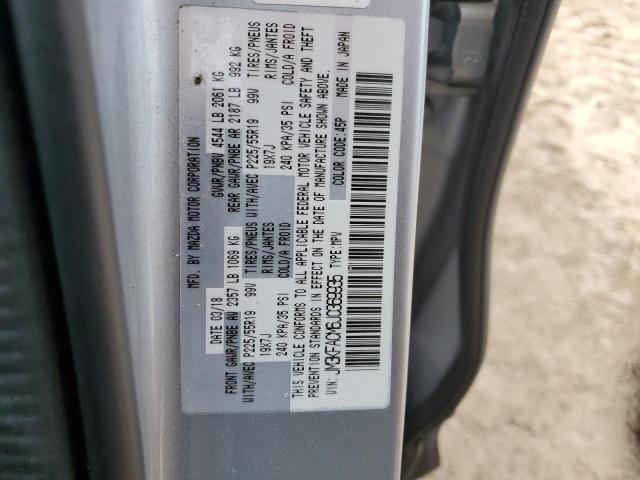 MFD. BY MAZDA MOTOR CORPORATION
DATE 03/18 GVWR/PNBV 4544 LB 2061 KG
FRONT GAWR/PNBE AV 2357 LB 1069 KG REAR GAWR/PNBE AR 2187 LB 992 KG
WITH/AVEC P225/55R19 99V TIRES/PNEUS WITH/AVEC P225/55R19 99V TIRES/PNEUS
19X7J RIMS/JANTES 19X7J RIMS/JANTES
240 KPA/35 PSI COLD/A FROID 240 KPA/35 PSI COLD/A FROID
THIS VEHICLE CONFORMS TO ALL APPLICABLE FEDERAL MOTOR VEHICLE SAFETY AND THEFT
PREVENTION STANDARDS IN EFFECT ON THE DATE OF MANUFACTURE SHOWN ABOVE.
VIN: JM3KFACM6J0369935 TYPE:MPV COLOR CODE:45P MADE IN JAPAN